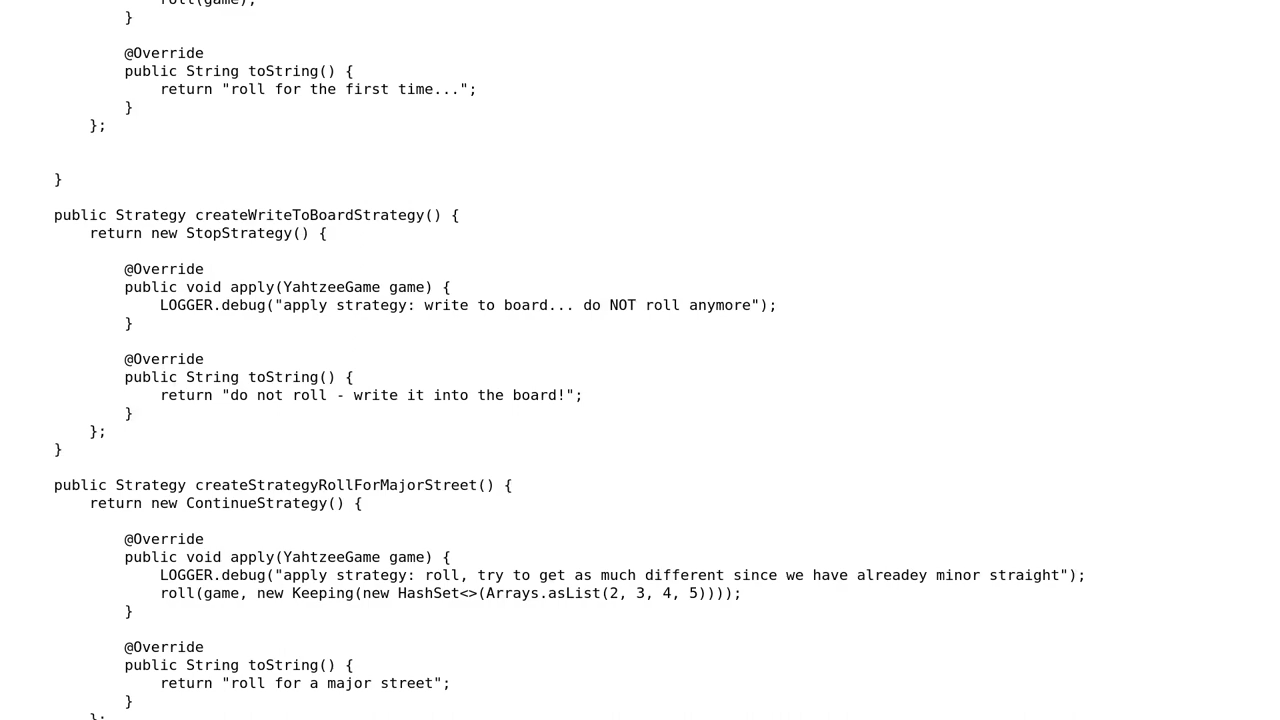 roll(game);
}
@Override
public String toString() {
return "roll for the first time...";
}
};
}
public Strategy createWriteToBoardStrategy() {
return new StopStrategy() {
@Override
public void apply(YahtzeeGame game) {
LOGGER.debug("apply strategy: write to board... do NOT roll anymore");
}
@Override
public String toString() {
return "do not roll - write it into the board!";
}
};
}
public Strategy createStrategyRollForMajorStreet() {
return new ContinueStrategy() {
@Override
public void apply(YahtzeeGame game) {
LOGGER.debug("apply strategy: roll, try to get as much different since we have alreadey minor straight");
roll(game, new Keeping(new HashSet<>(Arrays.asList(2, 3, 4, 5))));
}
@Override
public String toString() {
return "roll for a major street";
}
};